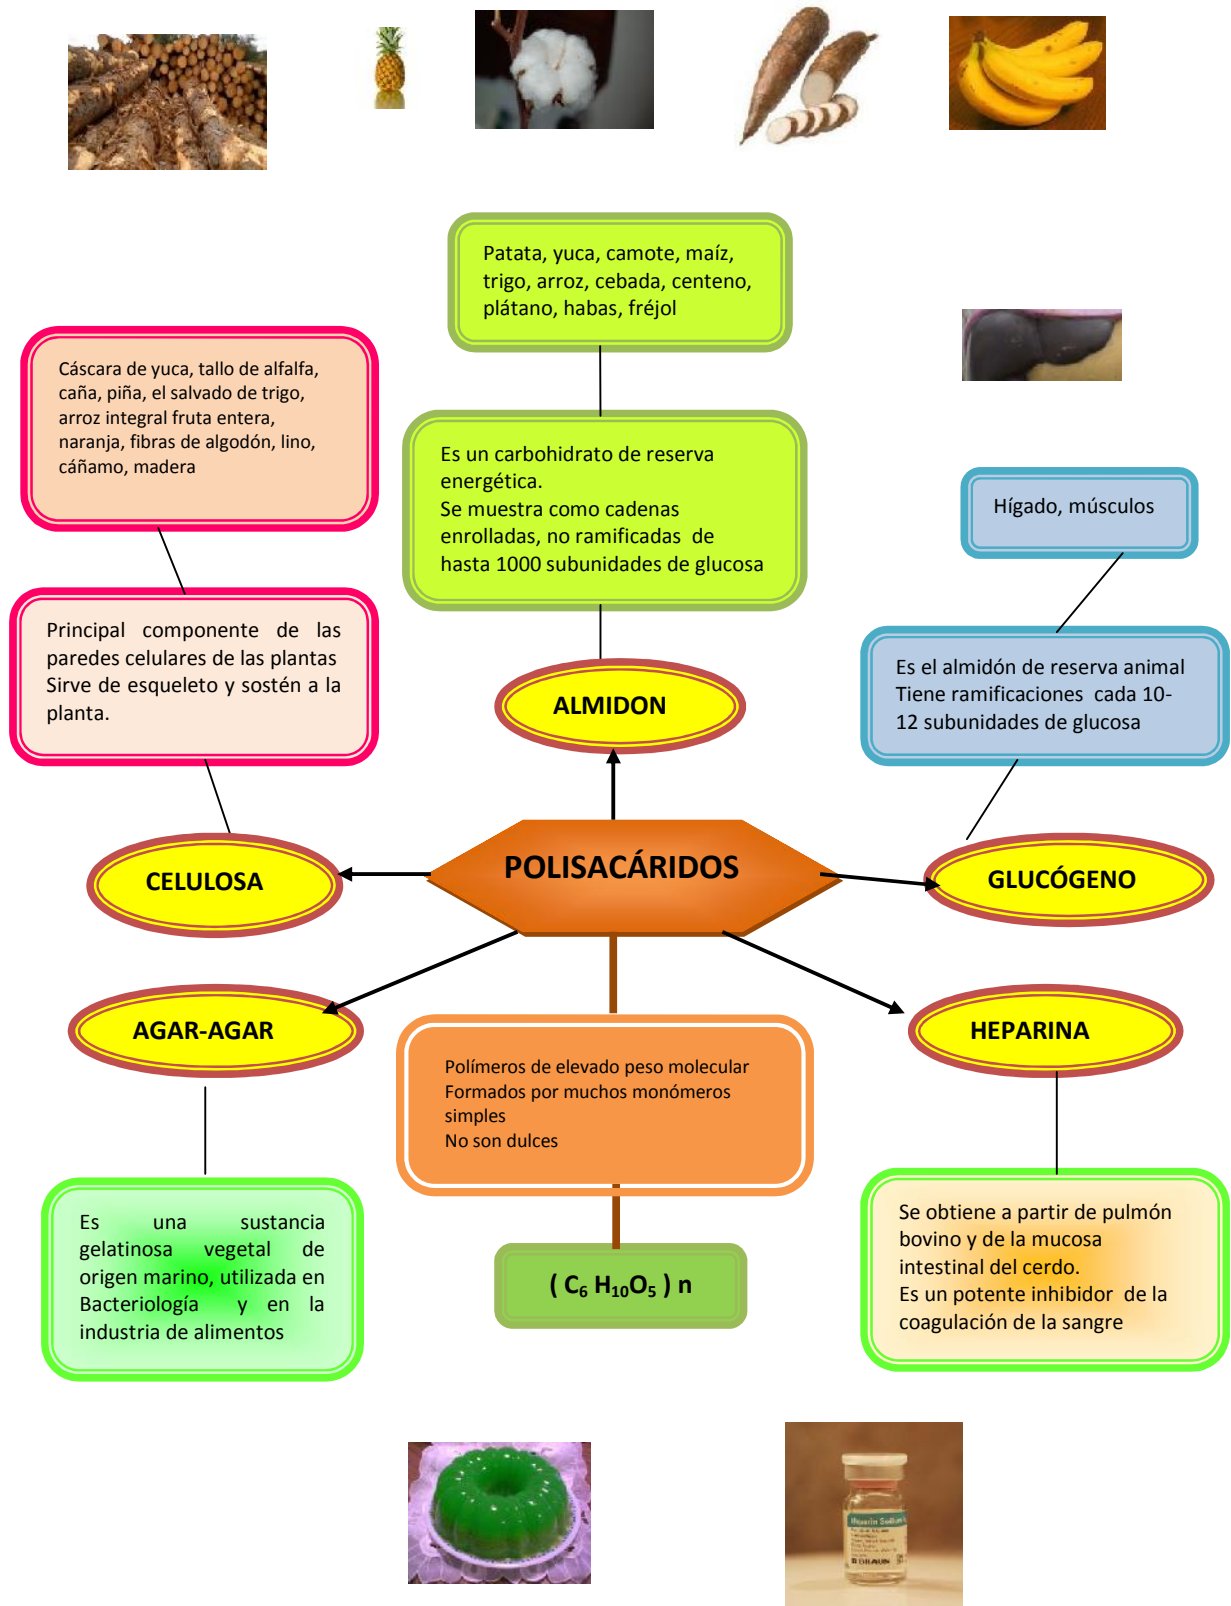 Patata, yuca, camote, maíz,
trigo, arroz, cebada, centeno,
plátano, habas, fréjol
Cáscara de yuca, tallo de alfalfa,
caña, piña, el salvado de trigo,
arroz integral fruta entera,
naranja, fibras de algodón, lino,
cáñamo, madera
Es un carbohidrato de reserva
energética.
Se muestra como cadenas
enrolladas, no ramificadas de
hasta 1000 subunidades de glucosa
Hígado, músculos
Principal componente de las
paredes celulares de las plantas
Sirve de esqueleto y sostén a la
planta.
Es el almidón de reserva animal
Tiene ramificaciones cada 10-
12 subunidades de glucosa
ALMIDON
POLISACÁRIDOS
CELULOSA
GLUCÓGENO
AGAR-AGAR
HEPARINA
Polímeros de elevado peso molecular
Formados por muchos monómeros
simples
No son dulces
Es una sustancia
gelatinosa vegetal de
origen marino, utilizada en
Bacteriología y en la
industria de alimentos
( C₆ H₁₀O₅ ) n
Se obtiene a partir de pulmón
bovino y de la mucosa
intestinal del cerdo.
Es un potente inhibidor de la
coagulación de la sangre
Heparin Sodium
B BRAUN